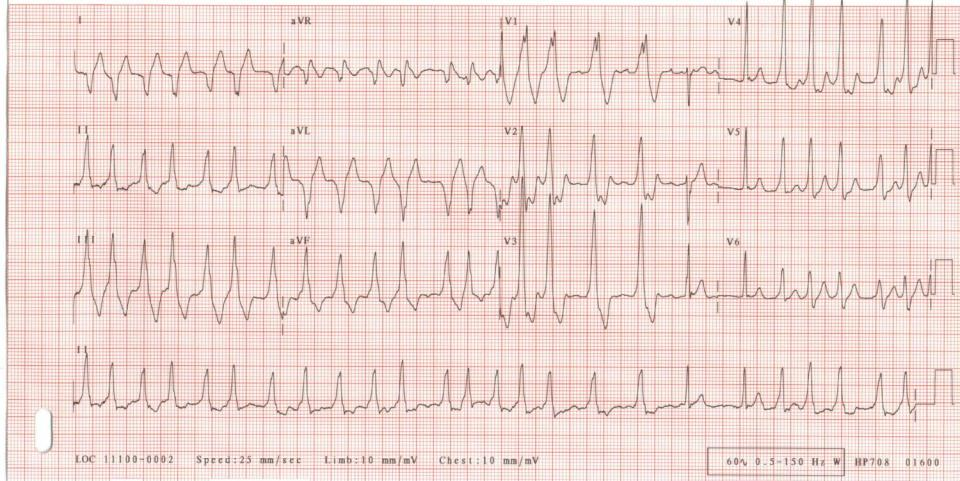 I aVR V1 V4
II aVL V2 V5
III aVF V3 V6
II
LOC 11100-0002 Speed:25 mm/sec Limb:10 mm/mV Chest:10 mm/mV 60∿ 0.5-150 Hz W HP708 01600